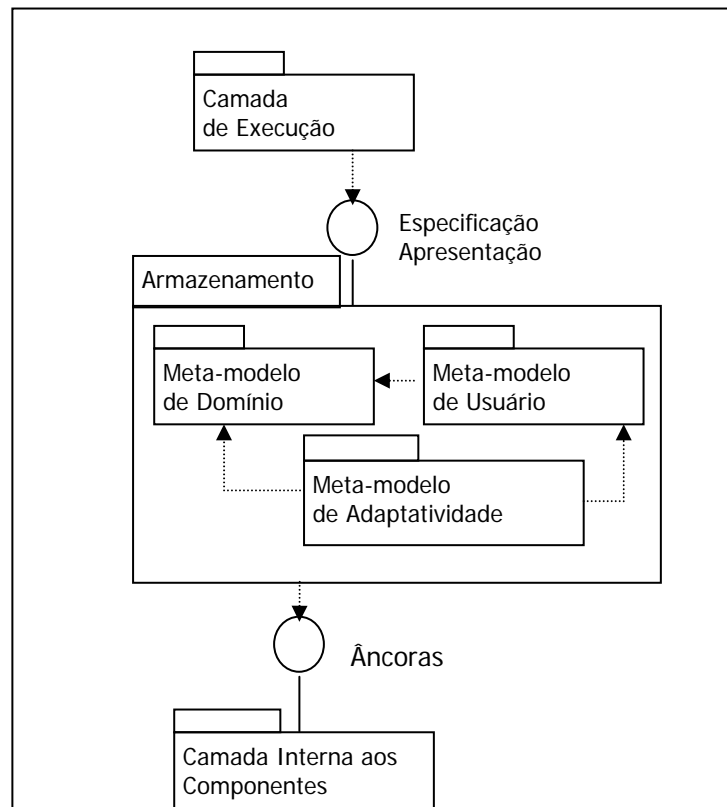 Camada
de Execução
Especificação
Apresentação
Armazenamento
Meta-modelo
de Domínio
Meta-modelo
de Usuário
Meta-modelo
de Adaptatividade
Âncoras
Camada Interna aos
Componentes